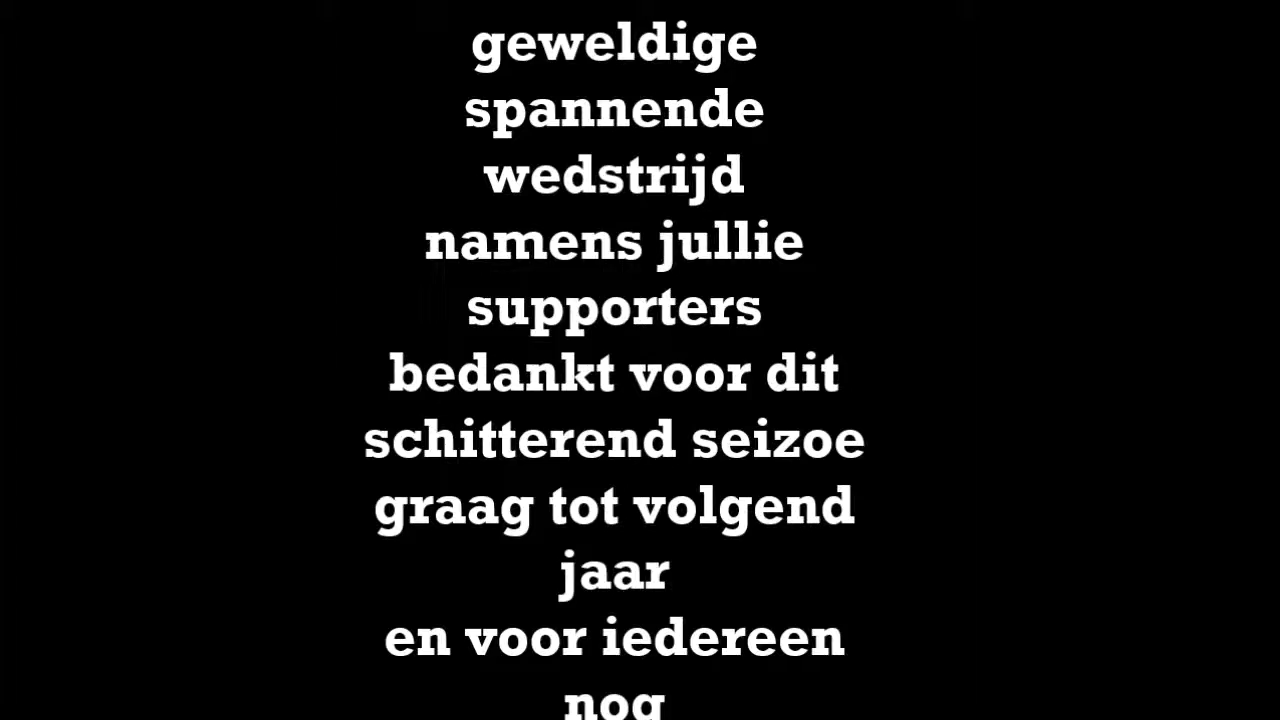 geweldige
spannende
wedstrijd
namens jullie
supporters
bedankt voor dit
schitterend seizoe
graag tot volgend
jaar
en voor iedereen
nog